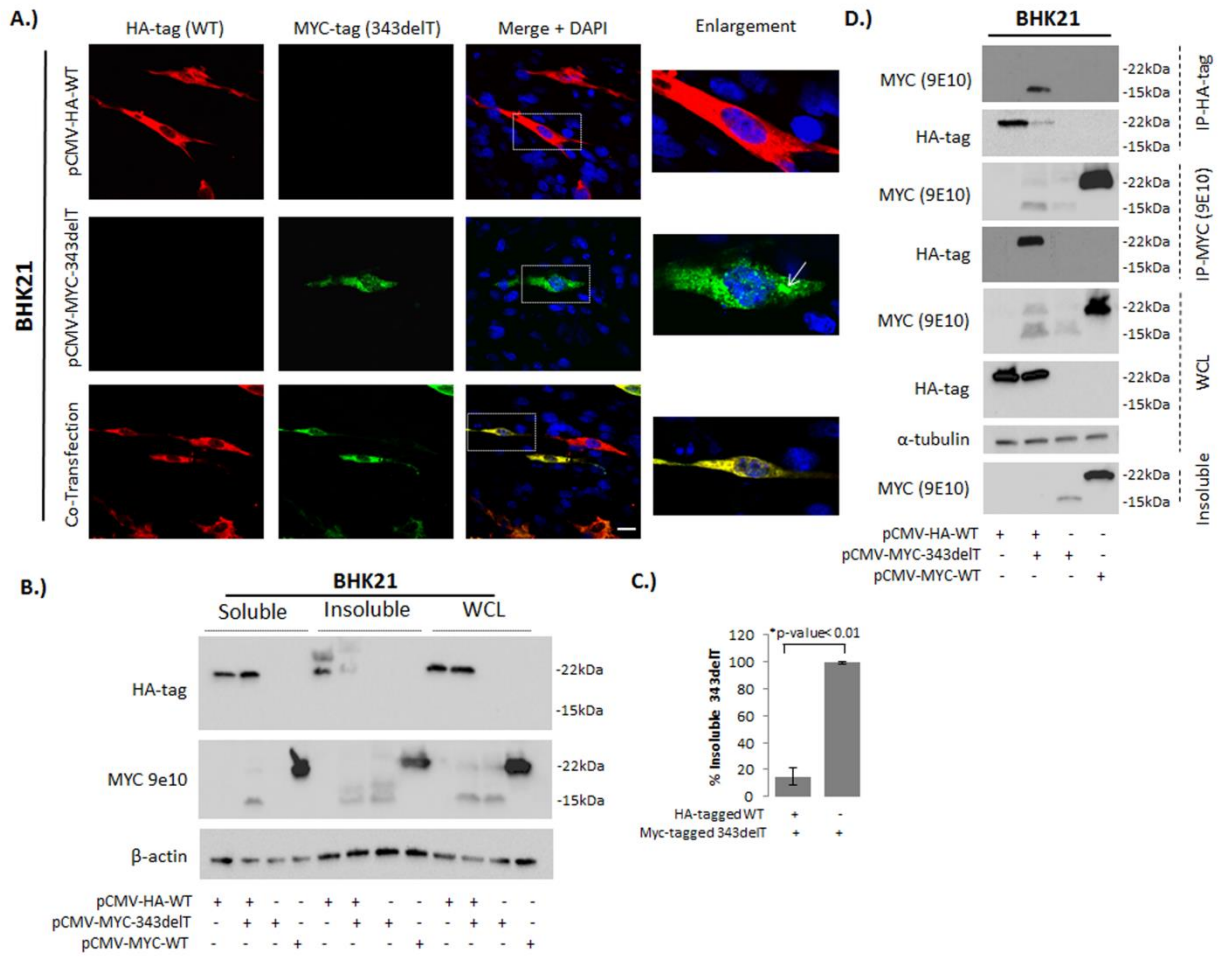 A.)
HA-tag (WT)
MYC-tag (343delT)
Merge + DAPI
Enlargement
BHK21
pCMV-HA-WT
pCMV-MYC-343delT
Co-Transfection
B.)
BHK21
Soluble
Insoluble
WCL
HA-tag
-22kDa
-15kDa
MYC 9e10
-22kDa
-15kDa
β-actin
pCMV-HA-WT + + - - + + - - + + - -
pCMV-MYC-343delT - + + - - + + - - + + -
pCMV-MYC-WT - - - + - - - + - - - +
C.)
*p-value< 0.01
% Insoluble 343delT
120
100
80
60
40
20
0
HA-tagged WT + -
Myc-tagged 343delT + +
D.)
BHK21
MYC (9E10)
-22kDa
-15kDa
HA-tag
-22kDa
-15kDa
IP-HA-tag
MYC (9E10)
-22kDa
-15kDa
HA-tag
-22kDa
-15kDa
IP-MYC (9E10)
MYC (9E10)
-22kDa
-15kDa
HA-tag
-22kDa
-15kDa
α-tubulin
WCL
MYC (9E10)
-22kDa
-15kDa
Insoluble
pCMV-HA-WT + + - -
pCMV-MYC-343delT - + + -
pCMV-MYC-WT - - - +